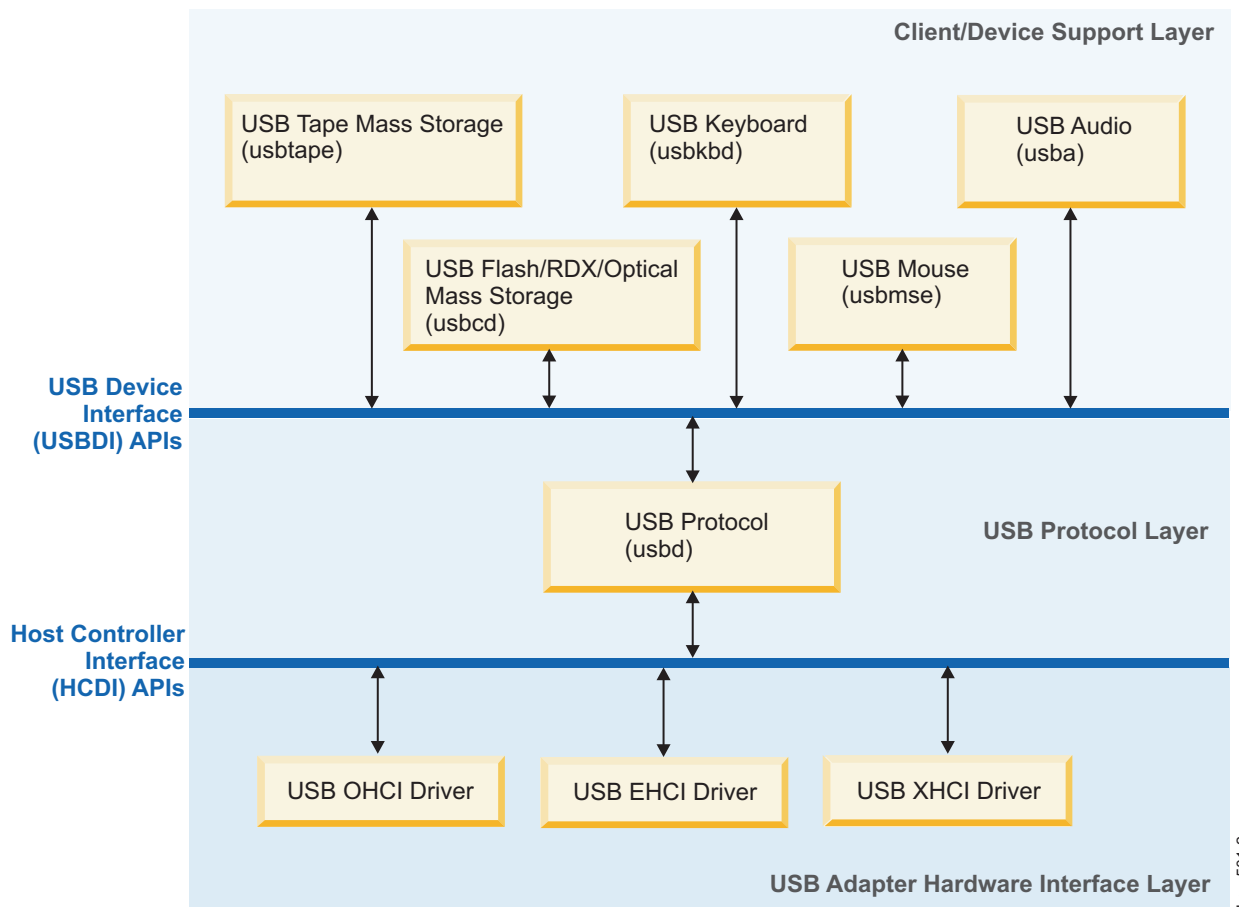 Client/Device Support Layer
USB Tape Mass Storage
(usbtape)
USB Keyboard
(usbkbd)
USB Audio
(usba)
USB Flash/RDX/Optical
Mass Storage
(usbcd)
USB Mouse
(usbmse)
USB Device
Interface
(USBDI) APIs
USB Protocol
(usbd)
USB Protocol Layer
Host Controller
Interface
(HCDI) APIs
USB OHCI Driver
USB EHCI Driver
USB XHCI Driver
USB Adapter Hardware Interface Layer